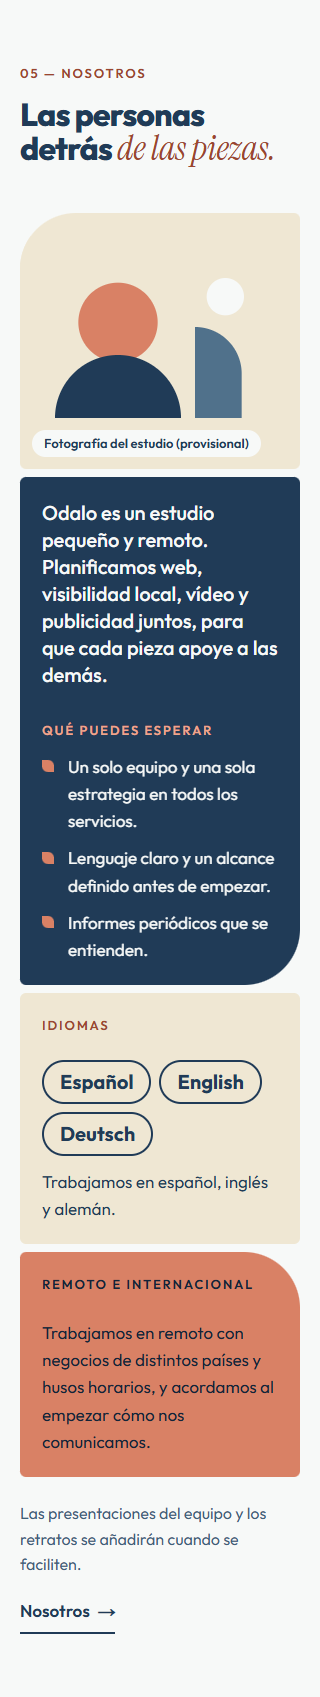 05 — NOSOTROS
Las personas
detrás de las piezas.
Fotografía del estudio (provisional)
Odalo es un estudio
pequeño y remoto.
Planificamos web,
visibilidad local, vídeo y
publicidad juntos, para
que cada pieza apoye a las
demás.
QUÉ PUEDES ESPERAR
Un solo equipo y una sola
estrategia en todos los
servicios.
Lenguaje claro y un alcance
definido antes de empezar.
Informes periódicos que se
entienden.
IDIOMAS
Español English
Deutsch
Trabajamos en español, inglés
y alemán.
REMOTO E INTERNACIONAL
Trabajamos en remoto con
negocios de distintos países y
husos horarios, y acordamos al
empezar cómo nos
comunicamos.
Las presentaciones del equipo y los
retratos se añadirán cuando se
faciliten.
Nosotros →